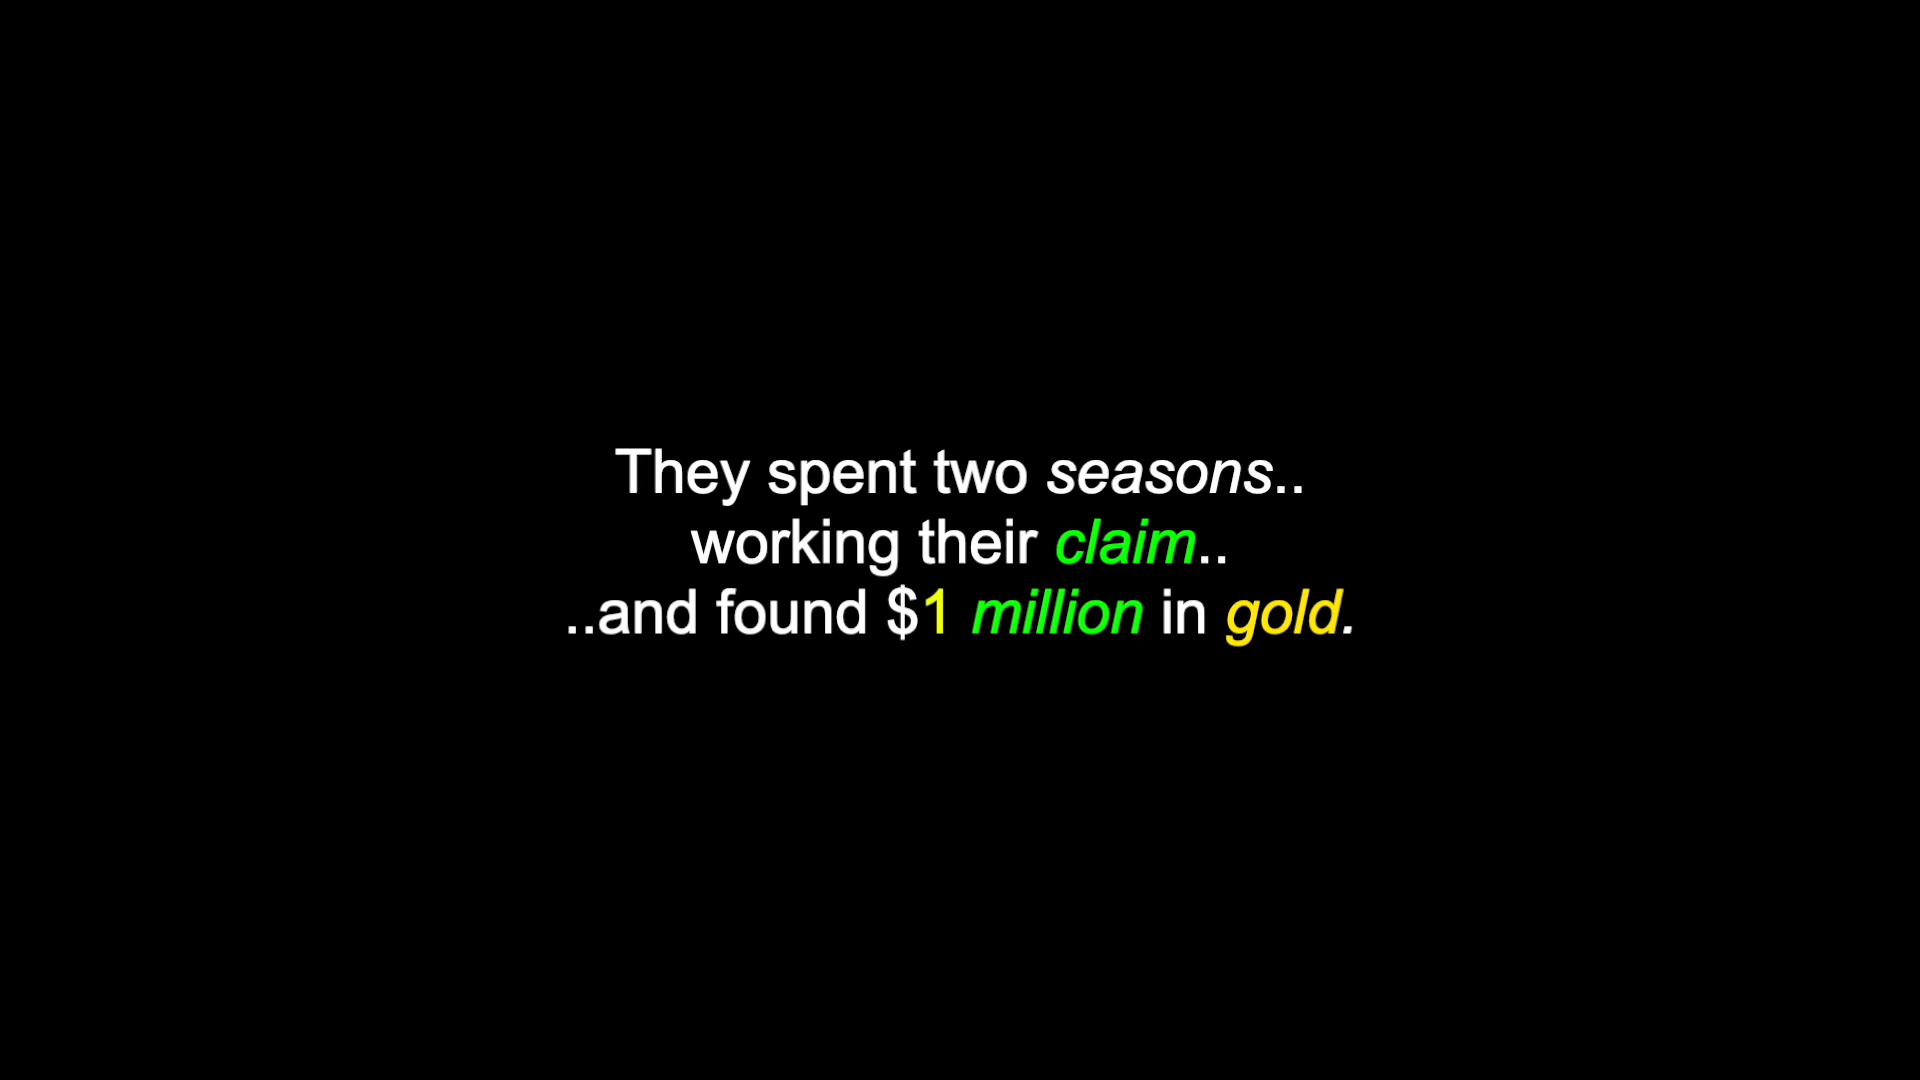 They spent two seasons..
working their claim..
..and found $1 million in gold.